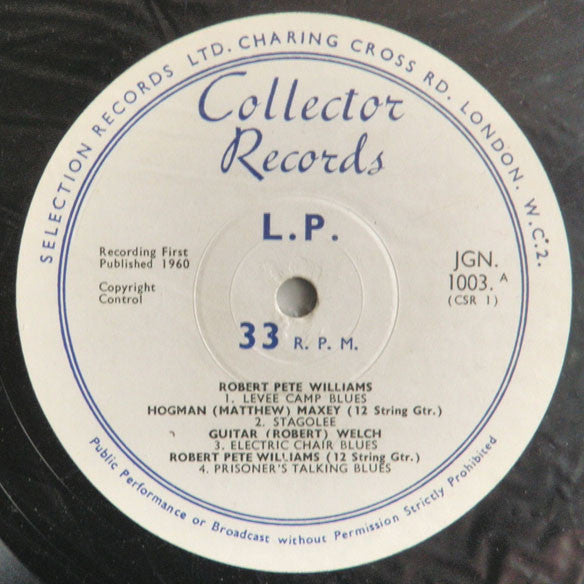 SELECTION RECORDS LTD. CHARING CROSS RD. LONDON. W.C.2.
Collector
Records
L.P.
Recording First
Published 1960
Copyright
Control
JGN.
1003. A
(CSR 1)
33 R. P. M.
ROBERT PETE WILLIAMS
1. LEVEE CAMP BLUES
HOGMAN (MATTHEW) MAXEY (12 String Gtr.)
2. STAGOLEE
GUITAR (ROBERT) WELCH
3. ELECTRIC CHAIR BLUES
ROBERT PETE WILLIAMS (12 String Gtr.)
4. PRISONER'S TALKING BLUES
Public Performance or Broadcast without Permission Strictly Prohibited